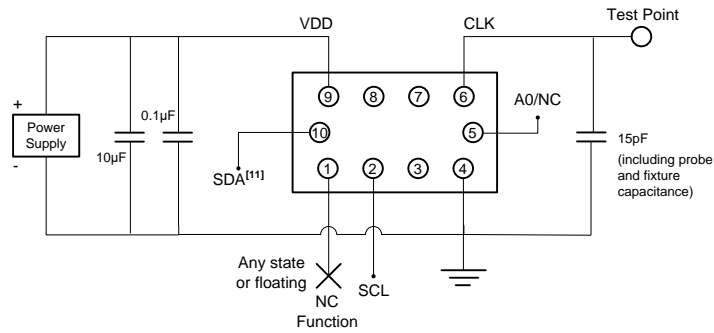 VDD
CLK
Test Point
+
Power
Supply
-
10µF
0.1µF
9
8
7
6
10
5
1
2
3
4
A0/NC
SDA[11]
15pF
(including probe
and fixture
capacitance)
Any state
or floating
NC
Function
SCL